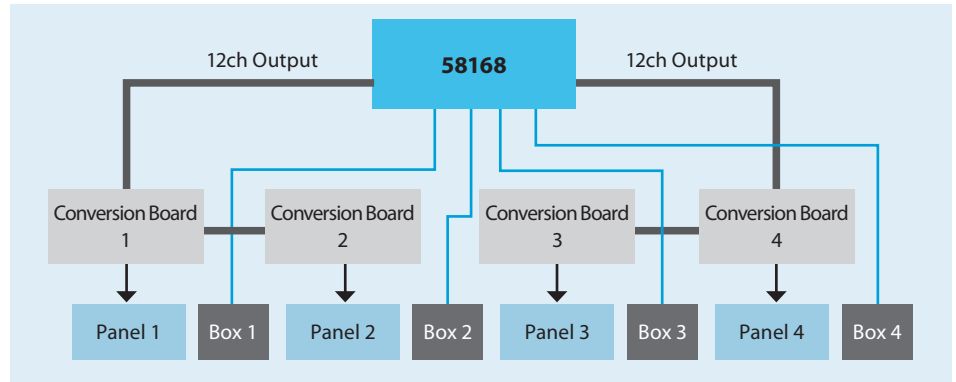 12ch Output
58168
12ch Output
Conversion Board
1
Conversion Board
2
Conversion Board
3
Conversion Board
4
Panel 1
Box 1
Panel 2
Box 2
Panel 3
Box 3
Panel 4
Box 4